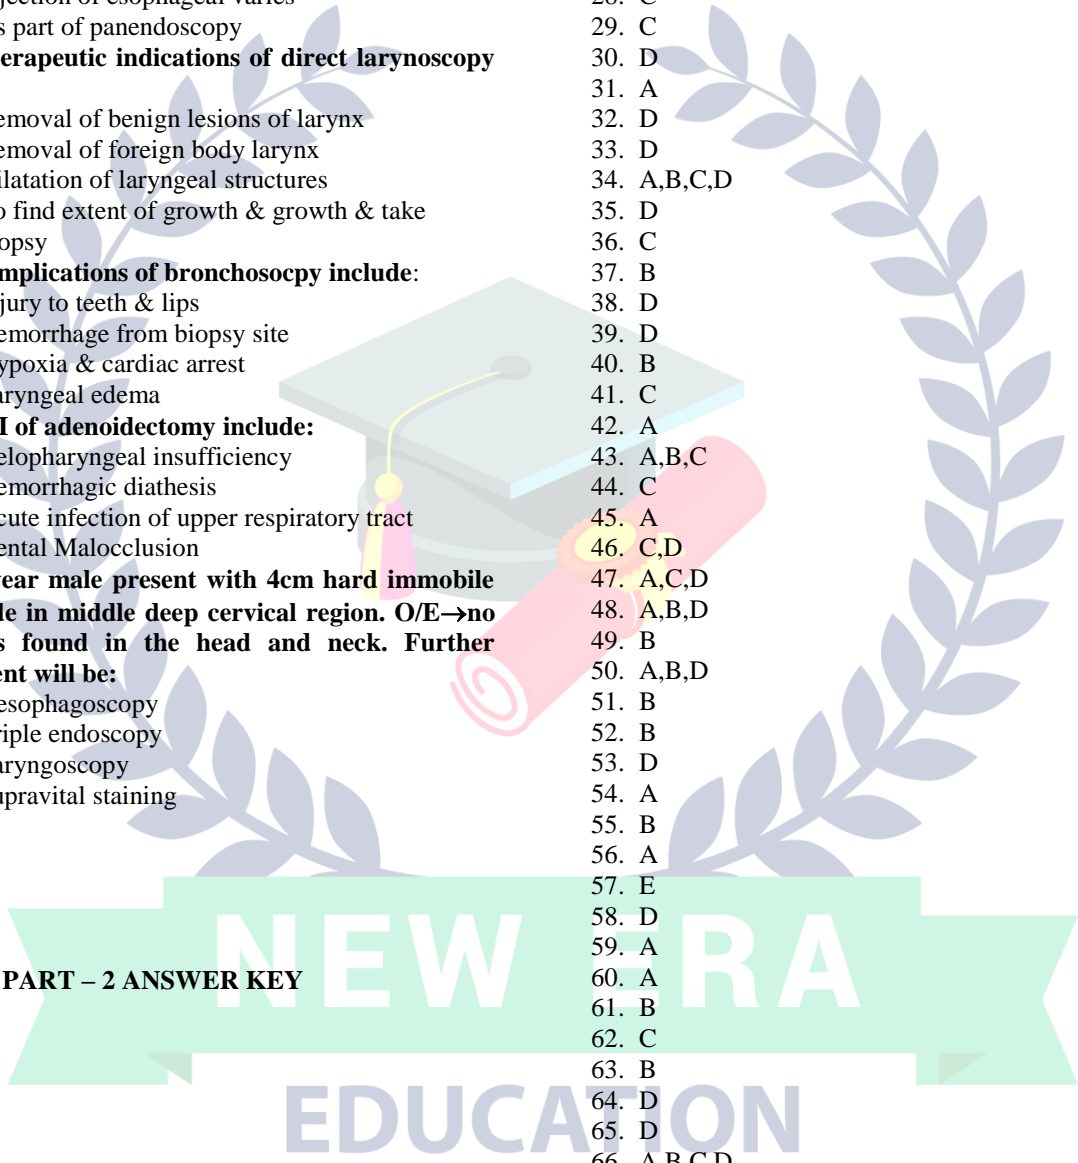 jection of esophageal varies
s part of panendoscopy
erapeutic indications of direct larynoscopy
emoval of benign lesions of larynx
emoval of foreign body larynx
ilatation of laryngeal structures
o find extent of growth & growth & take
opsy
mplications of bronchosocpy include:
jury to teeth & lips
emorrhage from biopsy site
ypoxia & cardiac arrest
aryngeal edema
I of adenoidectomy include:
elopharyngeal insufficiency
emorrhagic diathesis
cute infection of upper respiratory tract
ental Malocclusion
year male present with 4cm hard immobile
le in middle deep cervical region. O/E→no
s found in the head and neck. Further
ent will be:
esophagoscopy
riple endoscopy
aryngoscopy
upravital staining
PART – 2 ANSWER KEY
28. C
29. C
30. D
31. A
32. D
33. D
34. A,B,C,D
35. D
36. C
37. B
38. D
39. D
40. B
41. C
42. A
43. A,B,C
44. C
45. A
46. C,D
47. A,C,D
48. A,B,D
49. B
50. A,B,D
51. B
52. B
53. D
54. A
55. B
56. A
57. E
58. D
59. A
60. A
61. B
62. C
63. B
64. D
65. D
66. A,B,C,D
NEW ERA
EDUCATION